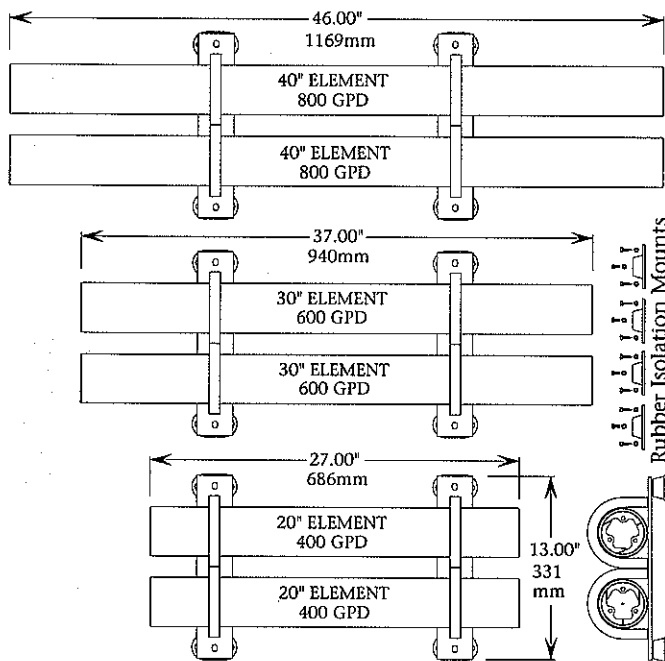 46.00"
1169mm
40" ELEMENT
800 GPD
40" ELEMENT
800 GPD
37.00"
940mm
30" ELEMENT
600 GPD
30" ELEMENT
600 GPD
Rubber Isolation Mounts
27.00"
686mm
20" ELEMENT
400 GPD
20" ELEMENT
400 GPD
13.00"
331
mm